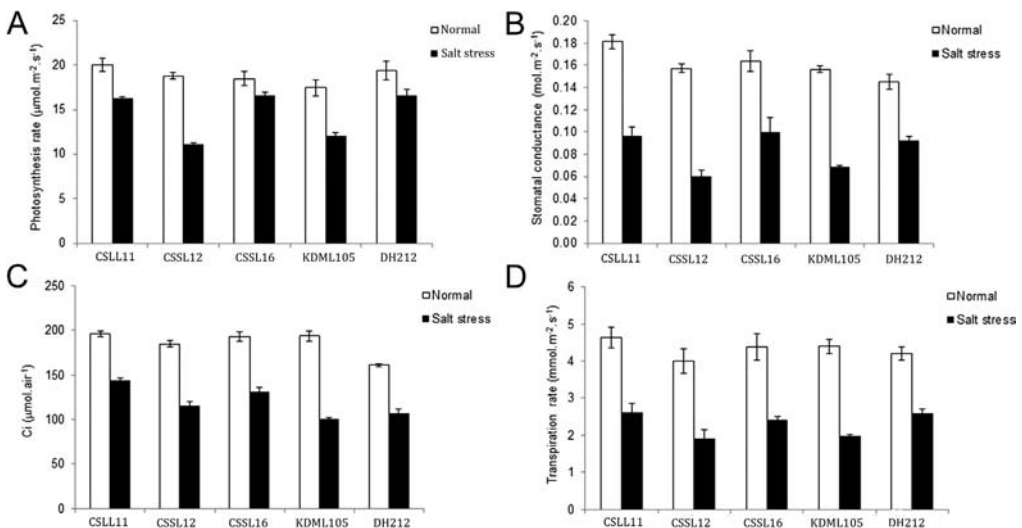 A
Photosynthesis rate (μmol.m⁻².s⁻¹)
25
20
15
10
5
0
Normal
Salt stress
CSLL11 CSSL12 CSSL16 KDML105 DH212
B
Stomatal conductance (mol.m⁻².s⁻¹)
0.20
0.18
0.16
0.14
0.12
0.10
0.08
0.06
0.04
0.02
0.00
Normal
Salt stress
CSLL11 CSSL12 CSSL16 KDML105 DH212
C
Ci (μmol.air⁻¹)
250
200
150
100
50
0
Normal
Salt stress
CSLL11 CSSL12 CSSL16 KDML105 DH212
D
Transpiration rate (mmol.m⁻².s⁻¹)
6
5
4
3
2
1
0
Normal
Salt stress
CSLL11 CSSL12 CSSL16 KDML105 DH212